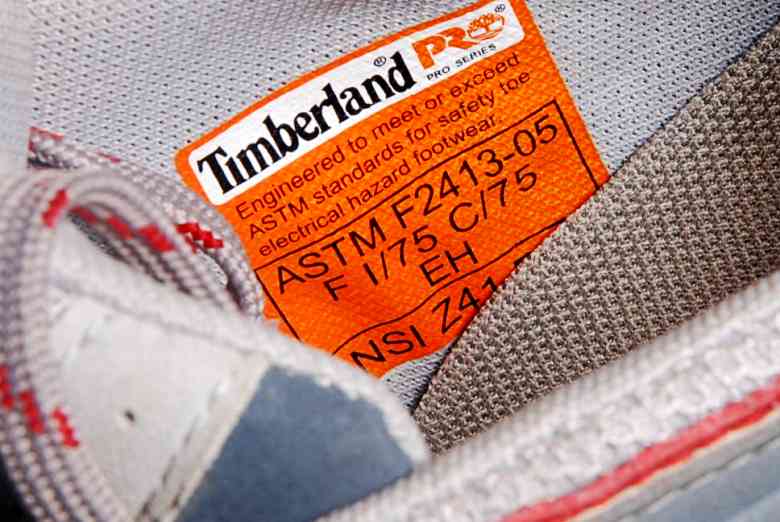 Timberland® PRO®
PRO SERIES
Engineered to meet or exceed
ASTM standards for safety toe
electrical hazard footwear.
ASTM F2413-05
F I/75 C/75
EH
NSI Z41